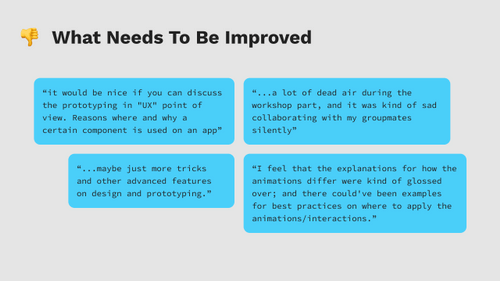 What Needs To Be Improved
“it would be nice if you can discuss
the prototyping in "UX" point of
view. Reasons where and why a
certain component is used on an app”
“...a lot of dead air during the
workshop part, and it was kind of sad
collaborating with my groupmates
silently”
“...maybe just more tricks
and other advanced features
on design and prototyping.”
“I feel that the explanations for how the
animations differ were kind of glossed
over; and there could've been examples
for best practices on where to apply the
animations/interactions.”